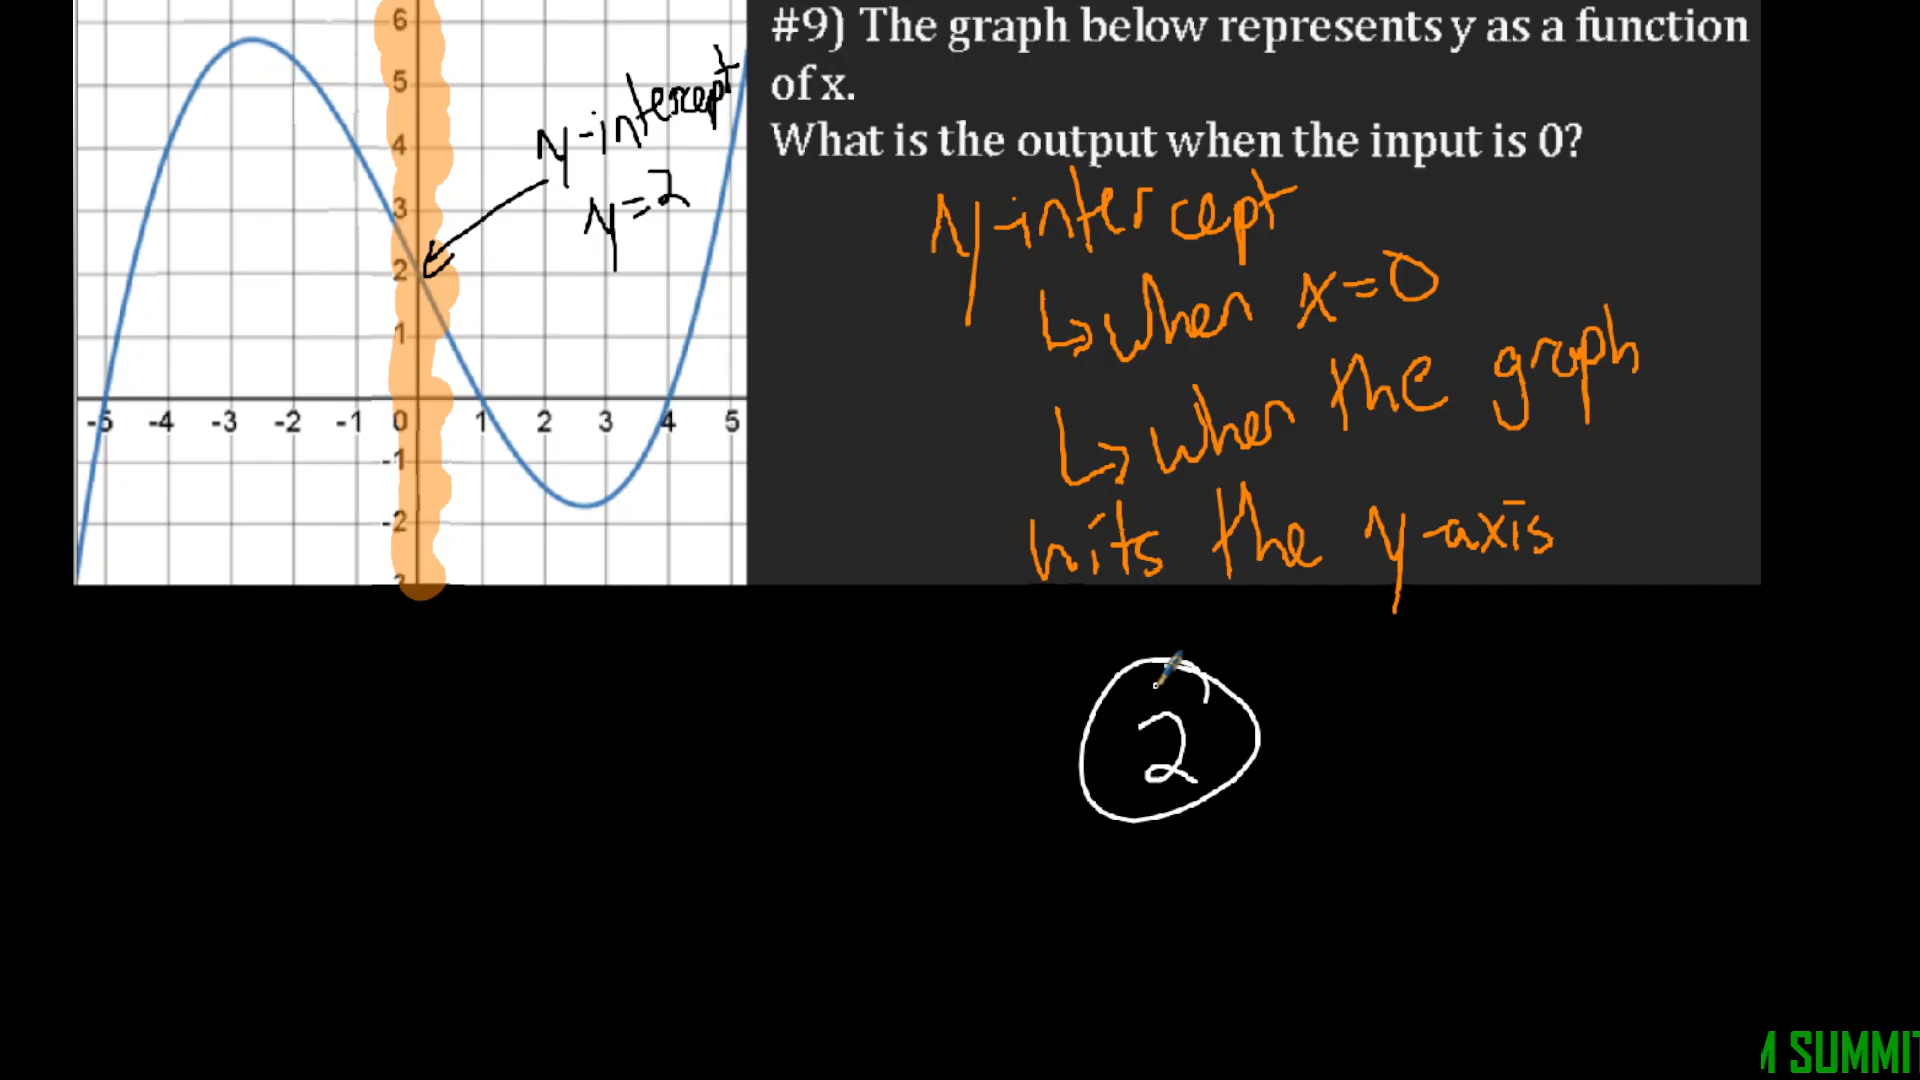 #9) The graph below represents y as a function
of x.
What is the output when the input is 0?
y-intercept
↳ when x=0
↳ when the graph
hits the y-axis
2
y-intercept
y=2
6
5
4
3
2
1
-5 -4 -3 -2 -1 0 1 2 3 4 5
-1
-2
SUMMIT